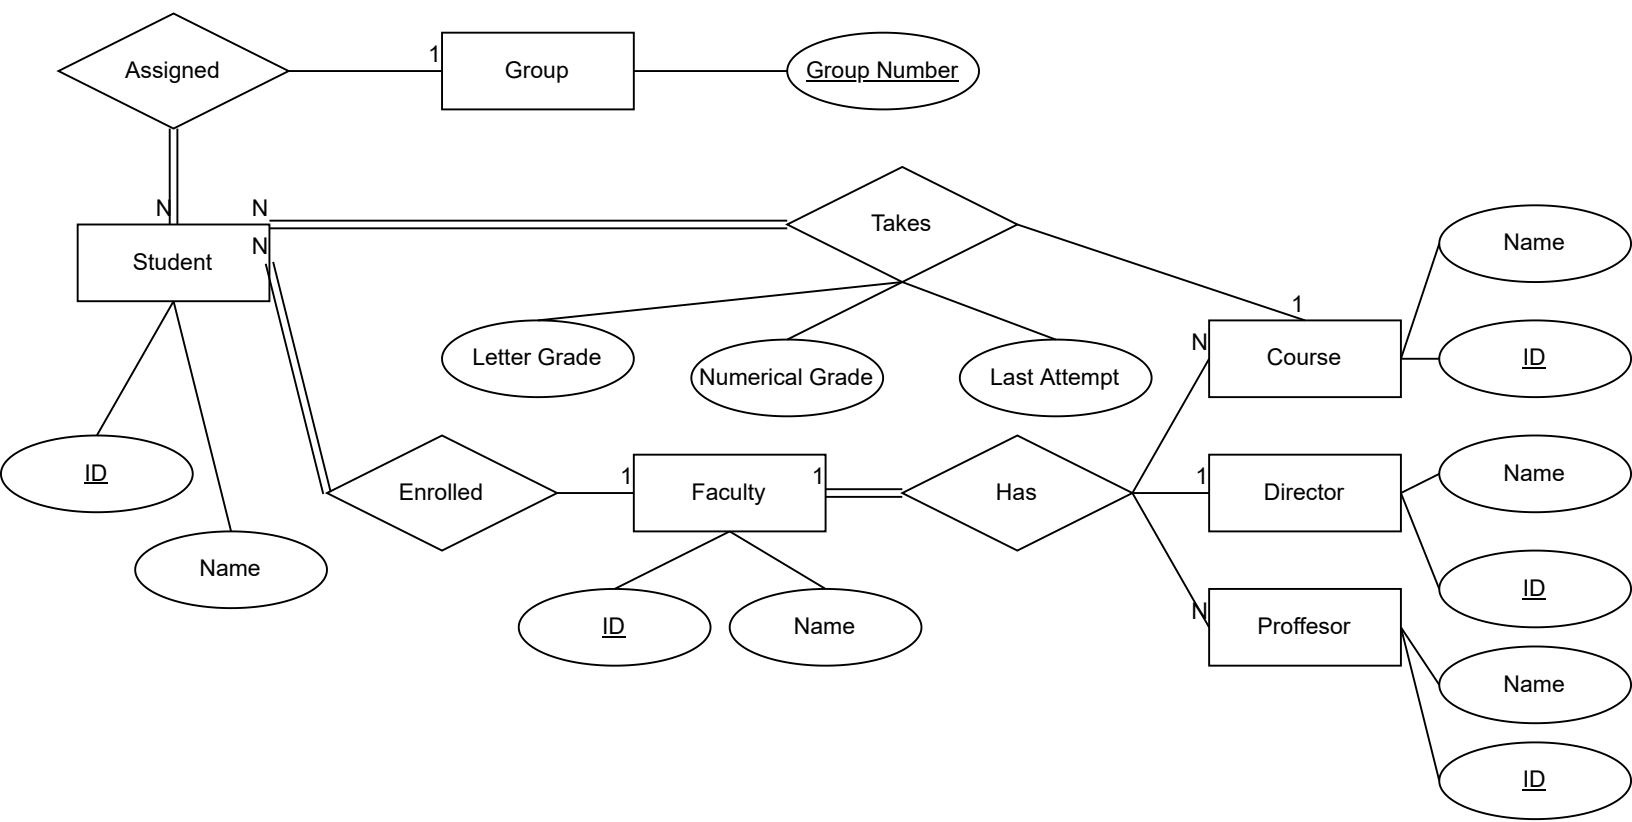 Assigned
1
Group
Group Number
N
N
Takes
Name
N
Student
1
Letter Grade
Numerical Grade
Last Attempt
N
Course
ID
ID
Enrolled
1
Faculty
1
Has
1
Director
Name
ID
Name
ID
Name
N
Proffesor
Name
ID